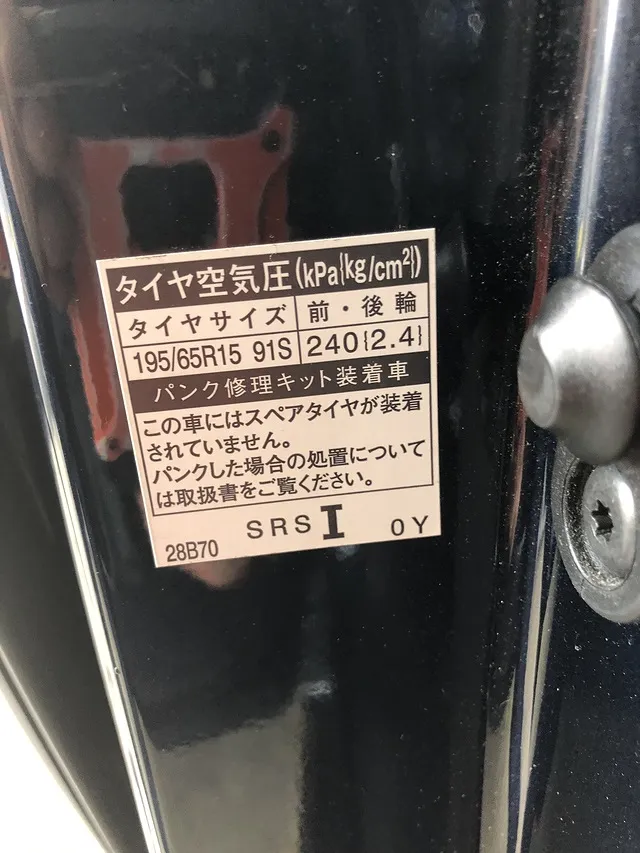 タイヤ空気圧(kPa{kg/cm²})
タイヤサイズ 前・後輪
195/65R15 91S 240{2.4}
パンク修理キット装着車
この車にはスペアタイヤが装着
されていません。
パンクした場合の処置について
は取扱書をご覧ください。
28B70 SRS I 0Y